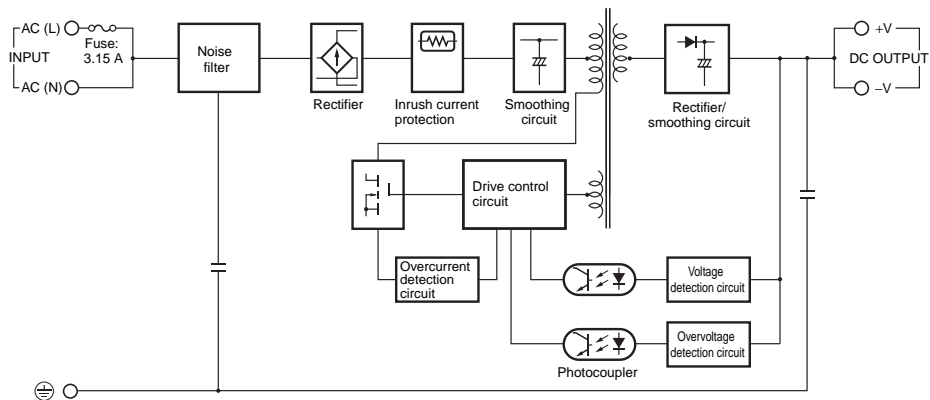 AC (L)
Fuse:
3.15 A
INPUT
AC (N)
Noise
filter
Rectifier
Inrush current
protection
Smoothing
circuit
Rectifier/
smoothing circuit
+V
DC OUTPUT
–V
Drive control
circuit
Overcurrent
detection
circuit
Voltage
detection circuit
Overvoltage
detection circuit
Photocoupler